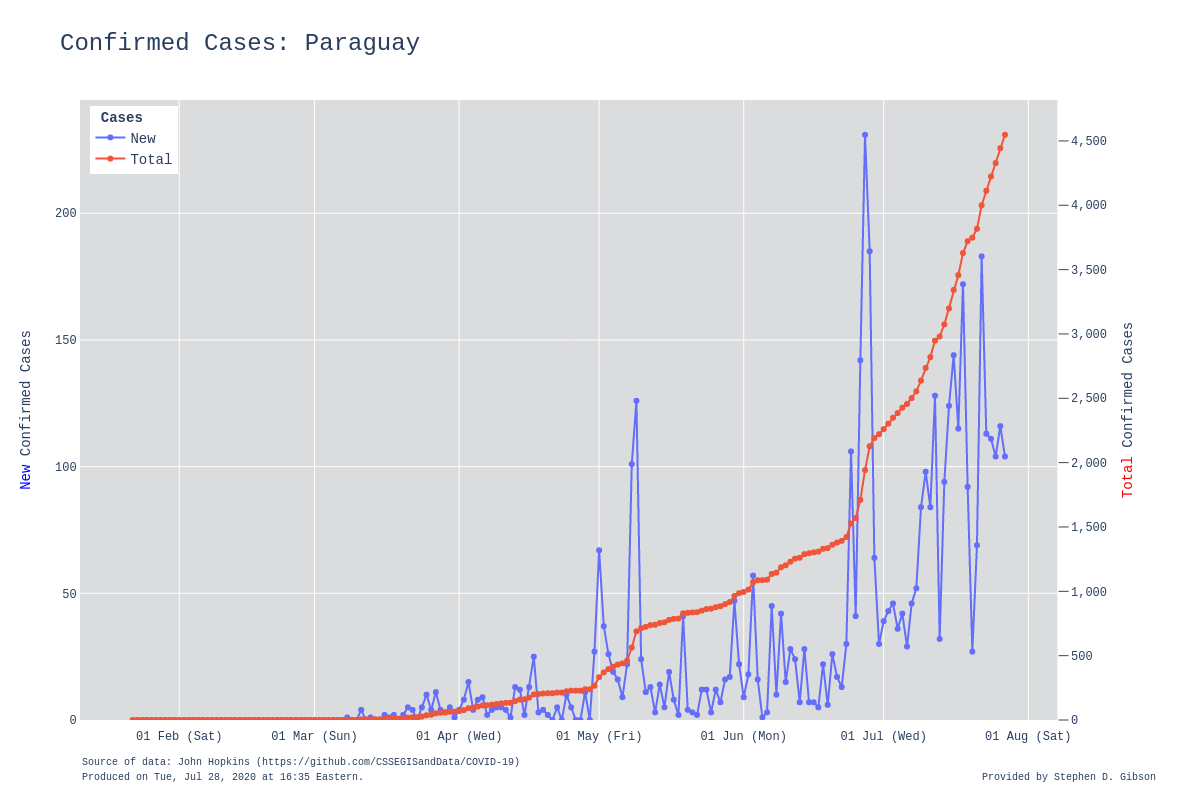 Confirmed Cases: Paraguay
Cases
New
Total
200
150
100
50
0
4,500
4,000
3,500
3,000
2,500
2,000
1,500
1,000
500
0
New Confirmed Cases
Total Confirmed Cases
01 Feb (Sat)
01 Mar (Sun)
01 Apr (Wed)
01 May (Fri)
01 Jun (Mon)
01 Jul (Wed)
01 Aug (Sat)
Source of data: John Hopkins (https://github.com/CSSEGISandData/COVID-19)
Produced on Tue, Jul 28, 2020 at 16:35 Eastern.
Provided by Stephen D. Gibson